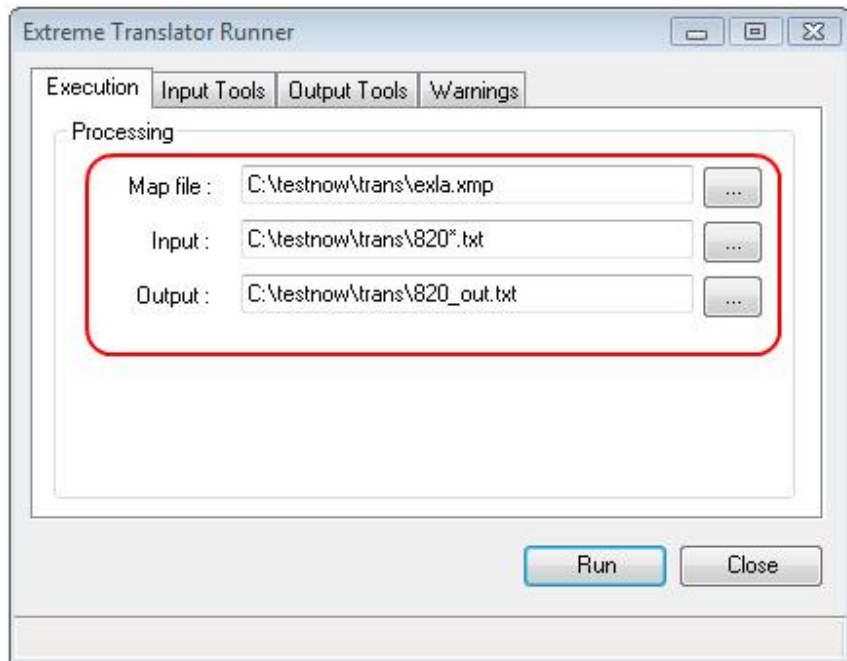 Extreme Translator Runner
Execution Input Tools Output Tools Warnings
Processing
Map file : C:\testnow\trans\exla.xmp ...
Input : C:\testnow\trans\820*.txt ...
Output : C:\testnow\trans\820_out.txt ...
Run Close